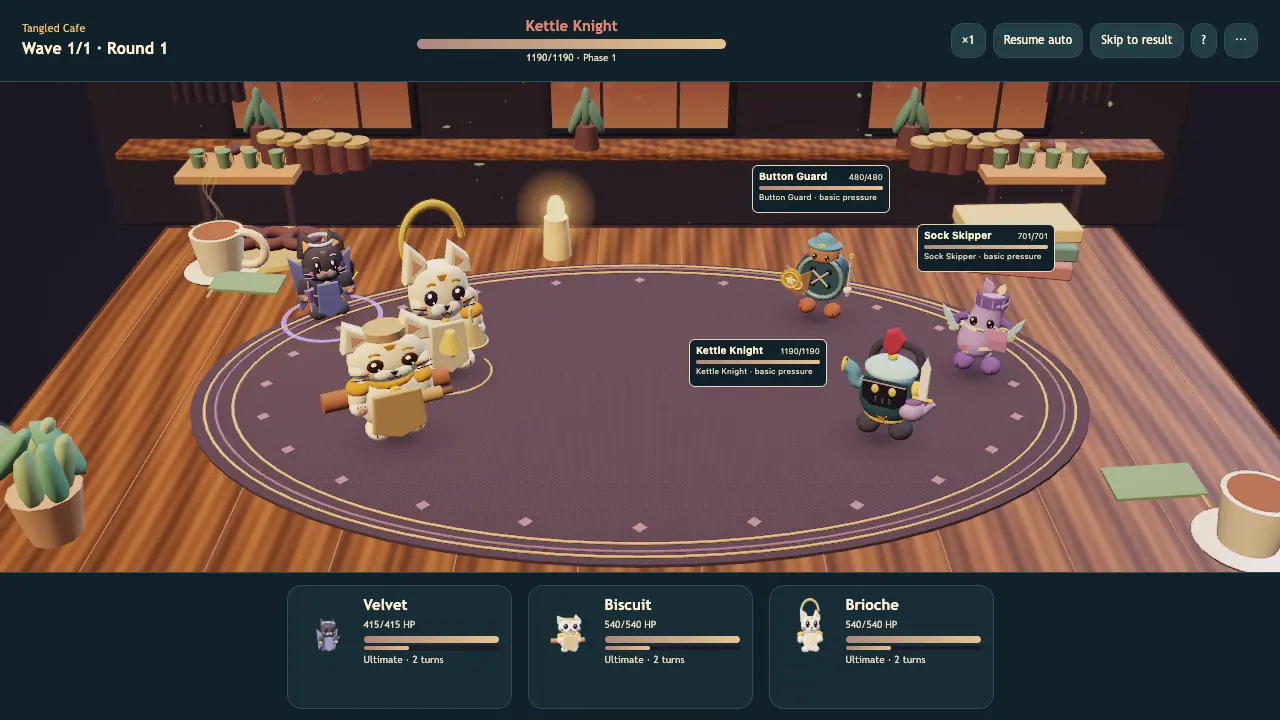 Tangled Cafe
Wave 1/1 · Round 1
Kettle Knight
1190/1190 · Phase 1
×1
Resume auto
Skip to result
?
···
Button Guard 480/480
Button Guard · basic pressure
Sock Skipper 701/701
Sock Skipper · basic pressure
Kettle Knight 1190/1190
Kettle Knight · basic pressure
Velvet
415/415 HP
Ultimate · 2 turns
Biscuit
540/540 HP
Ultimate · 2 turns
Brioche
540/540 HP
Ultimate · 2 turns